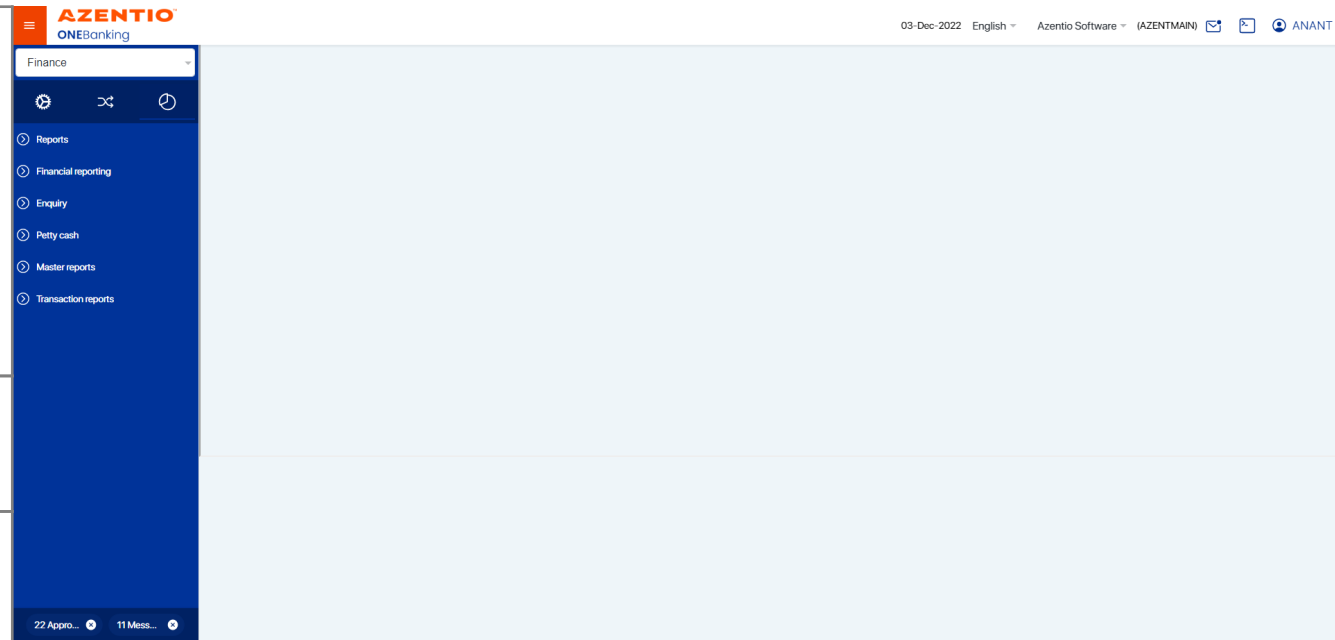 AZENTIO™
ONEBanking
03-Dec-2022 English Azentio Software (AZENTMAIN) ANANT
Finance
Reports
Financial reporting
Enquiry
Petty cash
Master reports
Transaction reports
22 Appro... 11 Mess...